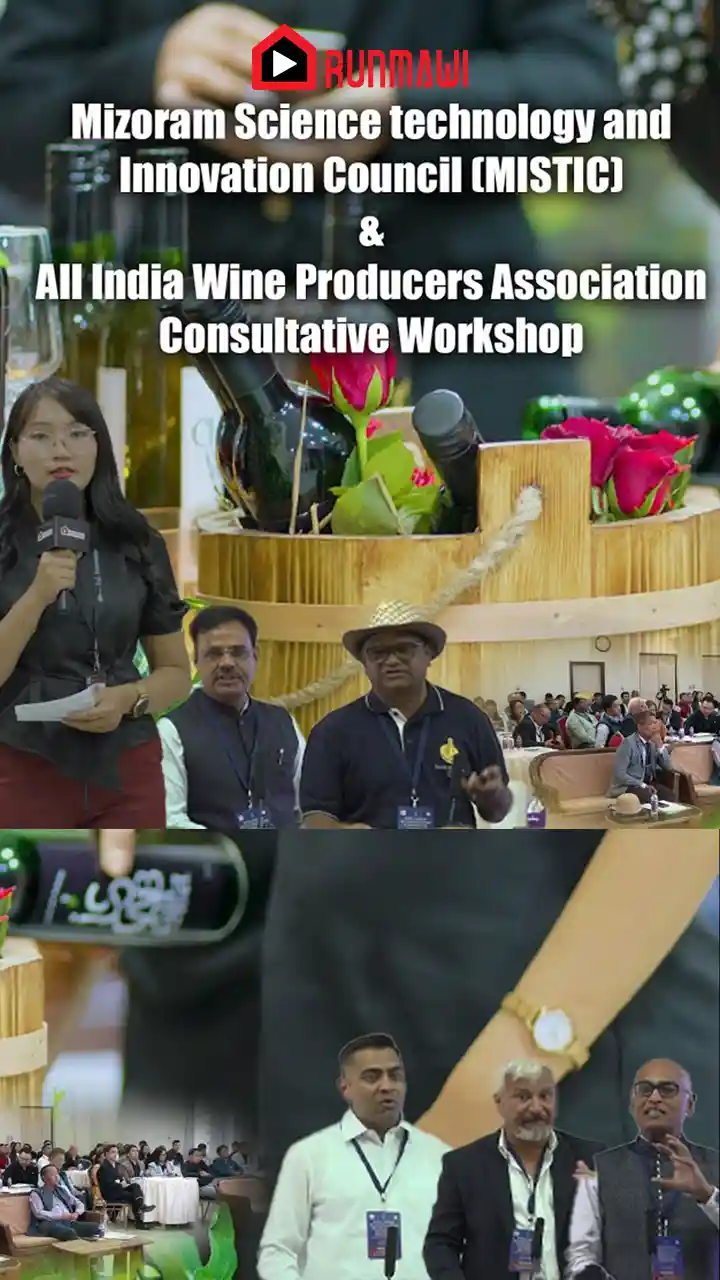 RUNMAWI
Mizoram Science technology and
Innovation Council (MISTIC)
&
All India Wine Producers Association
Consultative Workshop